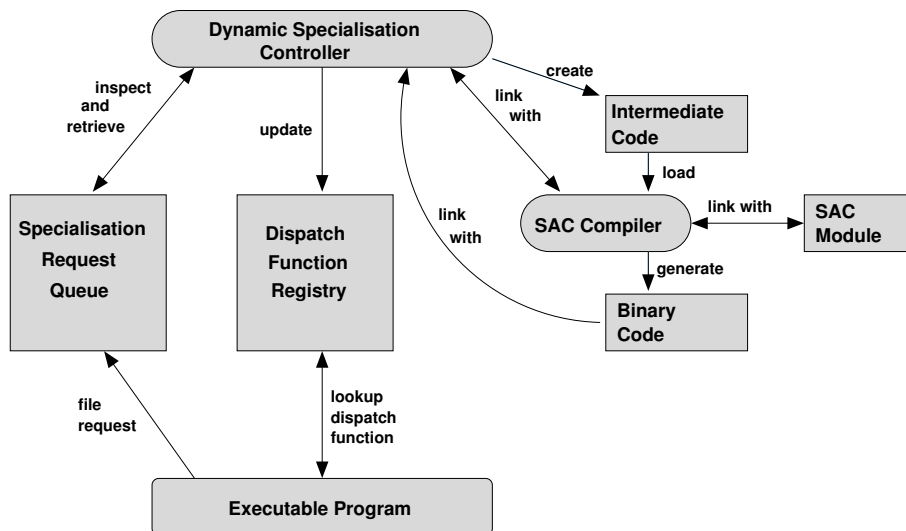 Dynamic Specialisation
Controller
inspect
and
retrieve
update
link
with
create
Intermediate
Code
load
Specialisation
Request
Queue
Dispatch
Function
Registry
link
with
SAC Compiler
link with
SAC
Module
generate
Binary
Code
file
request
lookup
dispatch
function
Executable Program